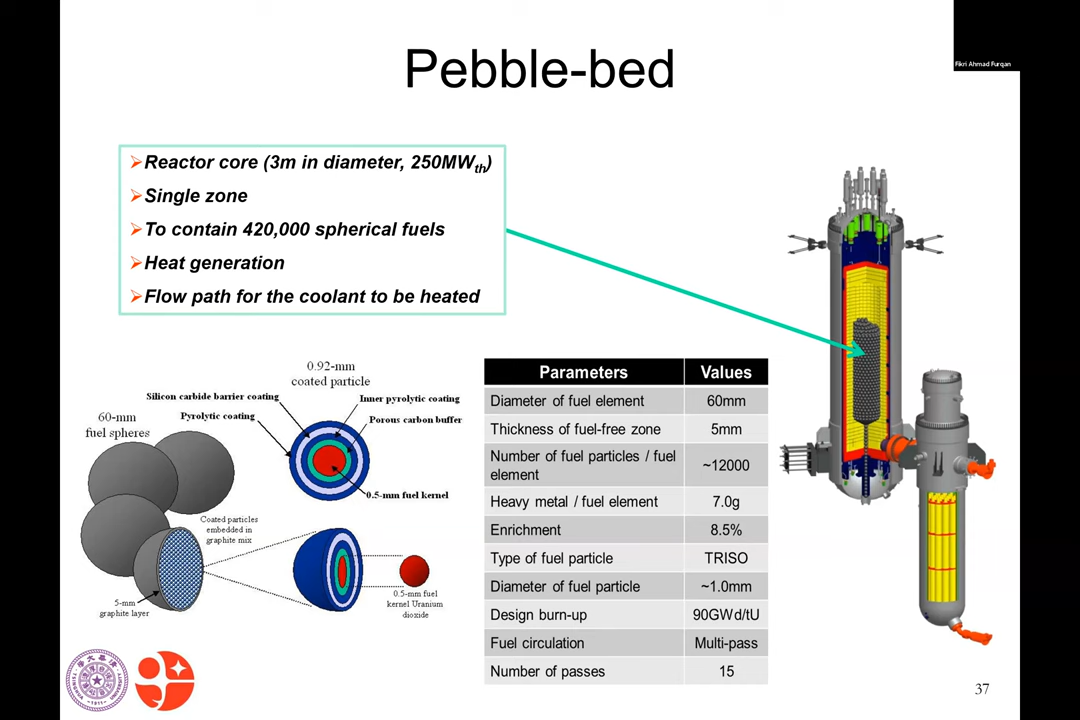 Pebble-bed
Fikri Ahmad Furqan
➢Reactor core (3m in diameter, 250MWth)
➢Single zone
➢To contain 420,000 spherical fuels
➢Heat generation
➢Flow path for the coolant to be heated
0.92-mm
coated particle
Silicon carbide barrier coating
Inner pyrolytic coating
60-mm
fuel spheres
Pyrolytic coating
Porous carbon buffer
0.5-mm fuel kernel
Coated particles
embedded in
graphite mix
5-mm
graphite layer
0.5-mm fuel
kernel Uranium
dioxide
Parameters Values
Diameter of fuel element 60mm
Thickness of fuel-free zone 5mm
Number of fuel particles / fuel
element ~12000
Heavy metal / fuel element 7.0g
Enrichment 8.5%
Type of fuel particle TRISO
Diameter of fuel particle ~1.0mm
Design burn-up 90GWd/tU
Fuel circulation Multi-pass
Number of passes 15
37